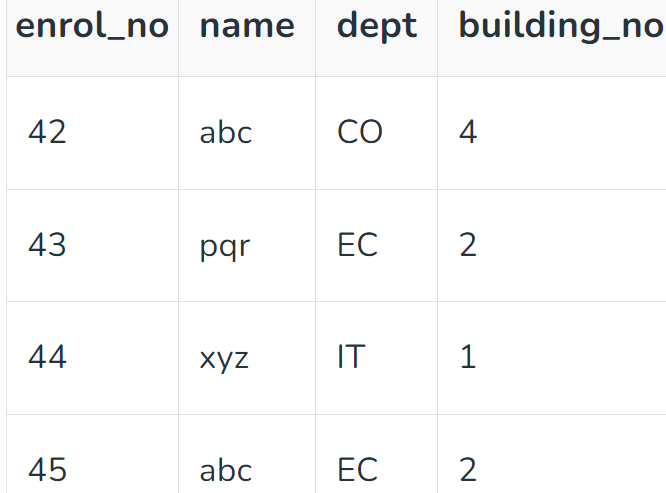 enrol_no name dept building_no
42 abc CO 4
43 pqr EC 2
44 xyz IT 1
45 abc EC 2